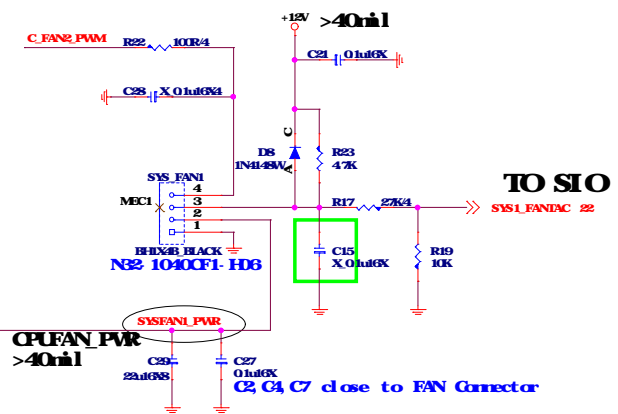 +12V >40mil
C_FAN2_PWM
R22 100R/4
C21 0.1u16X
C28 X_0.1u16X4
D8
1N4148W
C
A
R23
4.7K
SYS_FAN1
MEC1
4
3
2
1
R17 27K/4
TO SIO
SYS1_FANTAC 22
BH1X4B_BLACK
N32-1040CF1-H06
C15
X_0.1u16X
R19
10K
SYSFAN1_PWR
CPUFAN_PWR
>40mil
C29
22u16X8
C27
0.1u16X
C2, C4, C7 close to FAN Connector